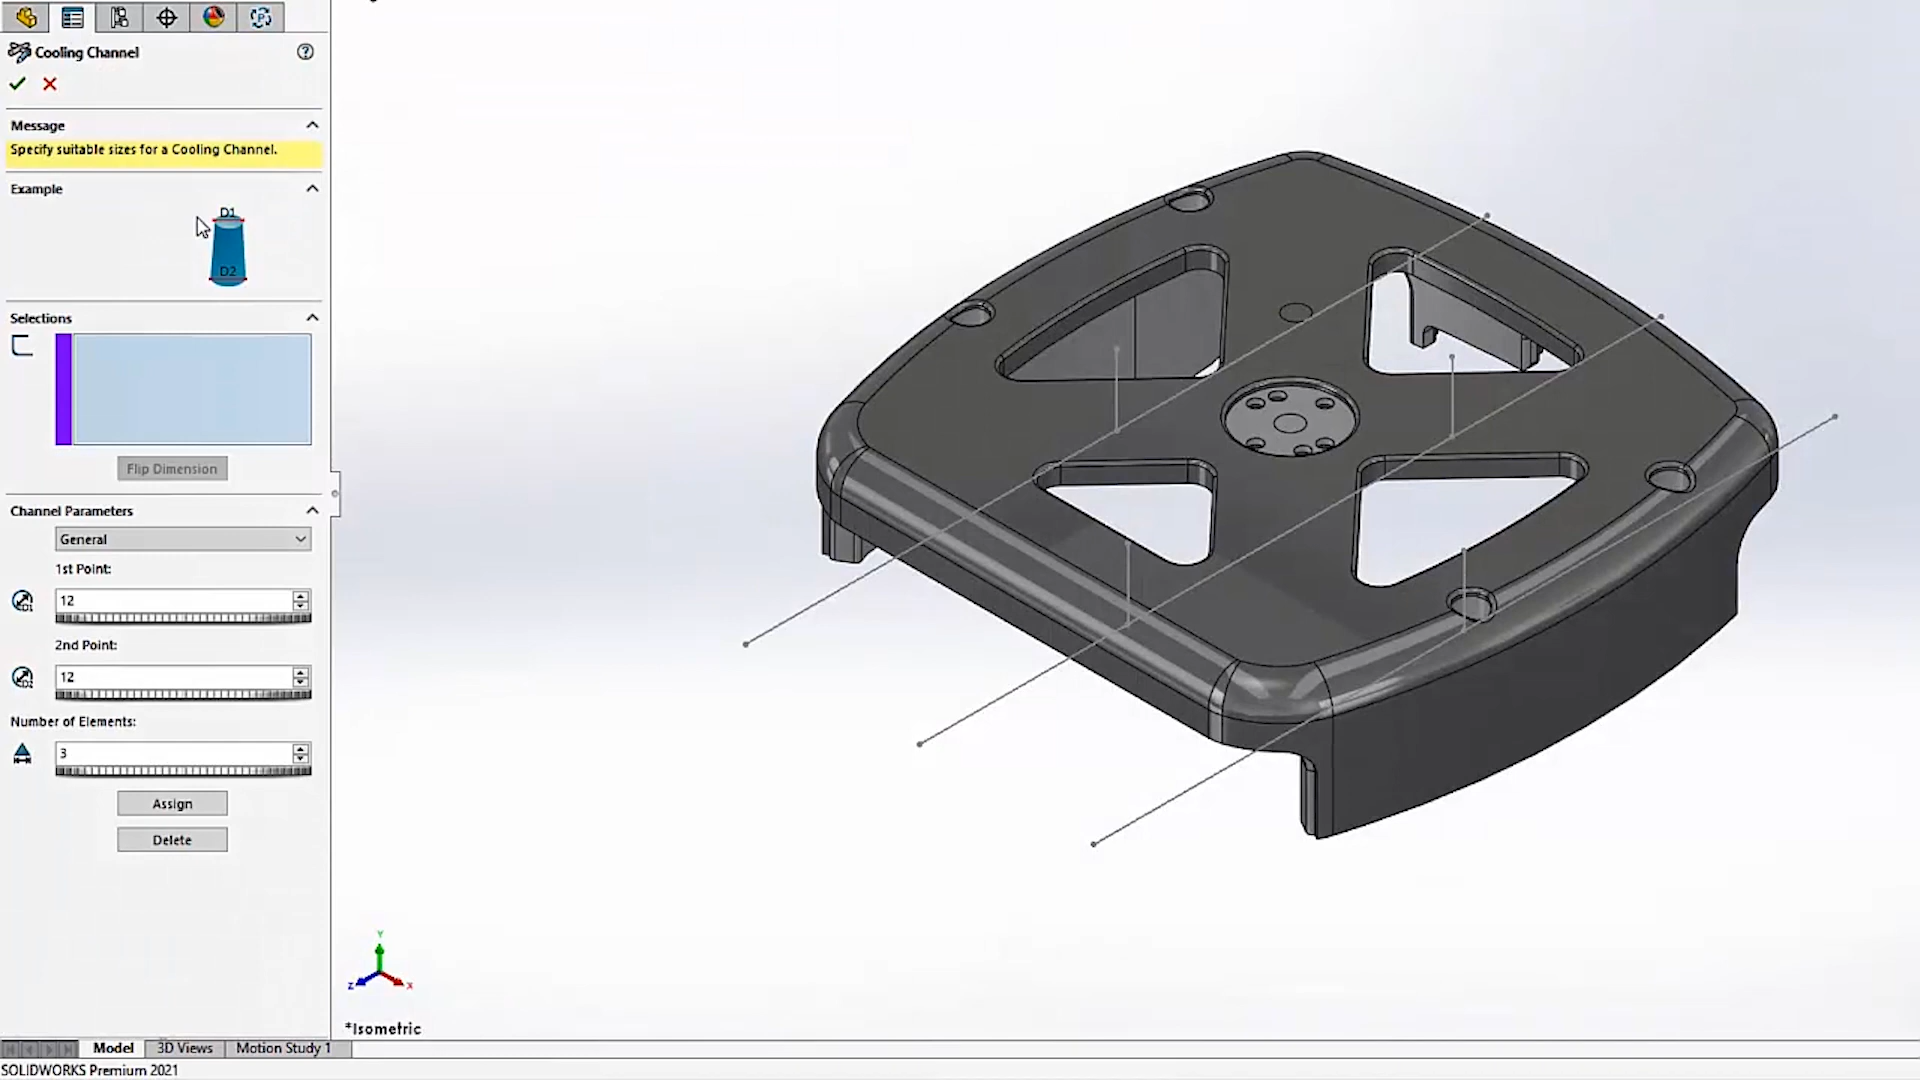 Cooling Channel
Message
Specify suitable sizes for a Cooling Channel.
Example
D1
D2
Selections
Flip Dimension
Channel Parameters
General
1st Point:
12
2nd Point:
12
Number of Elements:
3
Assign
Delete
Y
Z
X
*Isometric
Model
3D Views
Motion Study 1
SOLIDWORKS Premium 2021